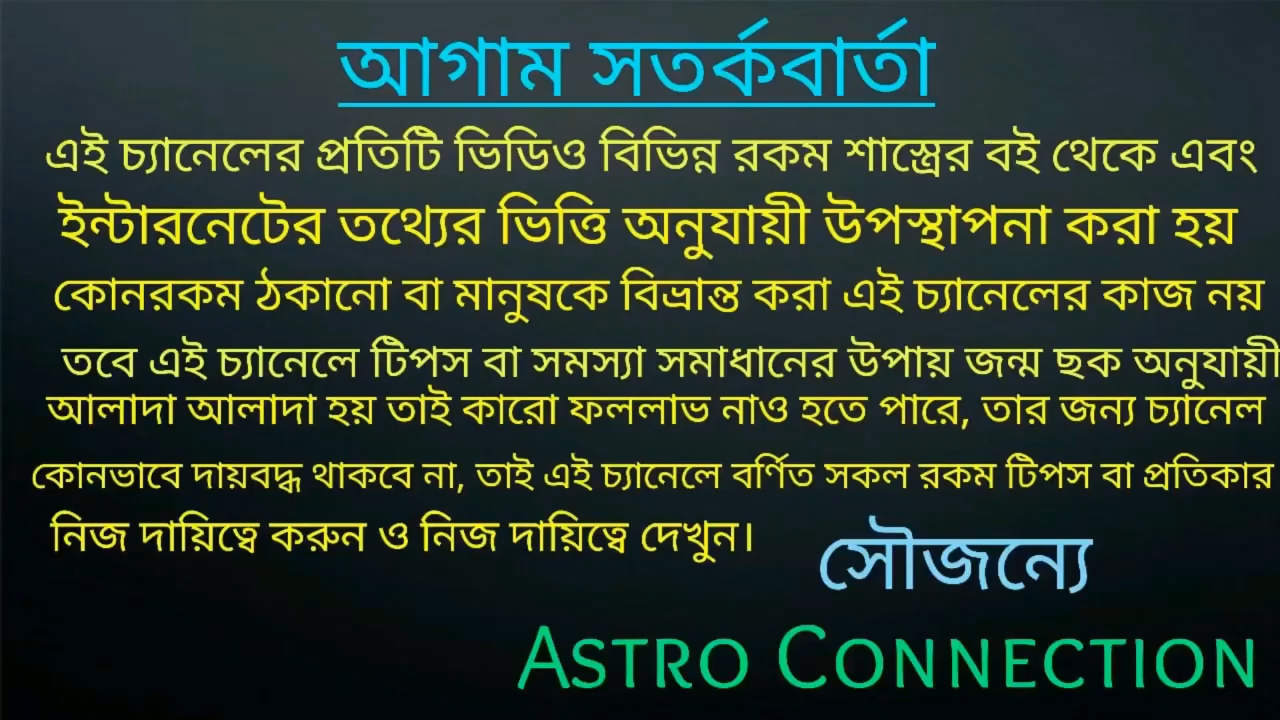 আগাম সতর্কবার্তা
এই চ্যানেলের প্রতিটি ভিডিও বিভিন্ন রকম শাস্ত্রের বই থেকে এবং
ইন্টারনেটের তথ্যের ভিত্তি অনুযায়ী উপস্থাপনা করা হয়
কোনরকম ঠকানো বা মানুষকে বিভ্রান্ত করা এই চ্যানেলের কাজ নয়
তবে এই চ্যানেলে টিপস বা সমস্যা সমাধানের উপায় জন্ম ছক অনুযায়ী
আলাদা আলাদা হয় তাই কারো ফললাভ নাও হতে পারে, তার জন্য চ্যানেল
কোনভাবে দায়বদ্ধ থাকবে না, তাই এই চ্যানেলে বর্ণিত সকল রকম টিপস বা প্রতিকার
নিজ দায়িত্বে করুন ও নিজ দায়িত্বে দেখুন।
সৌজন্যে
Astro Connection